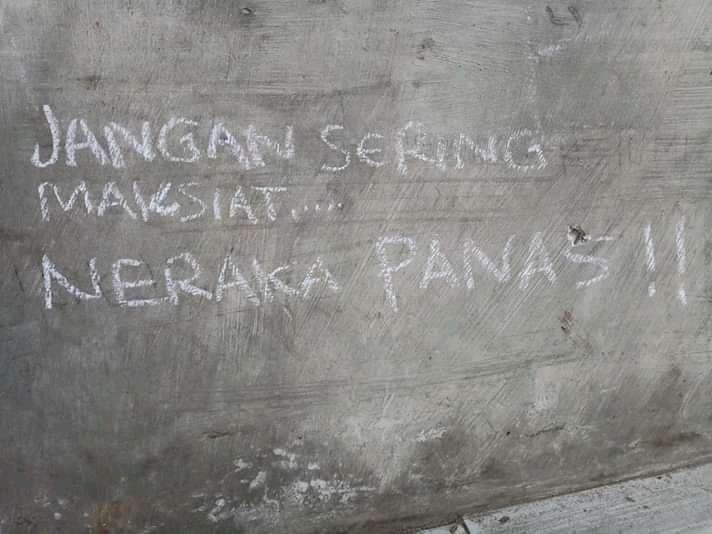 JANGAN SERING
MAKSIAT....
NERAKA PANAS !!